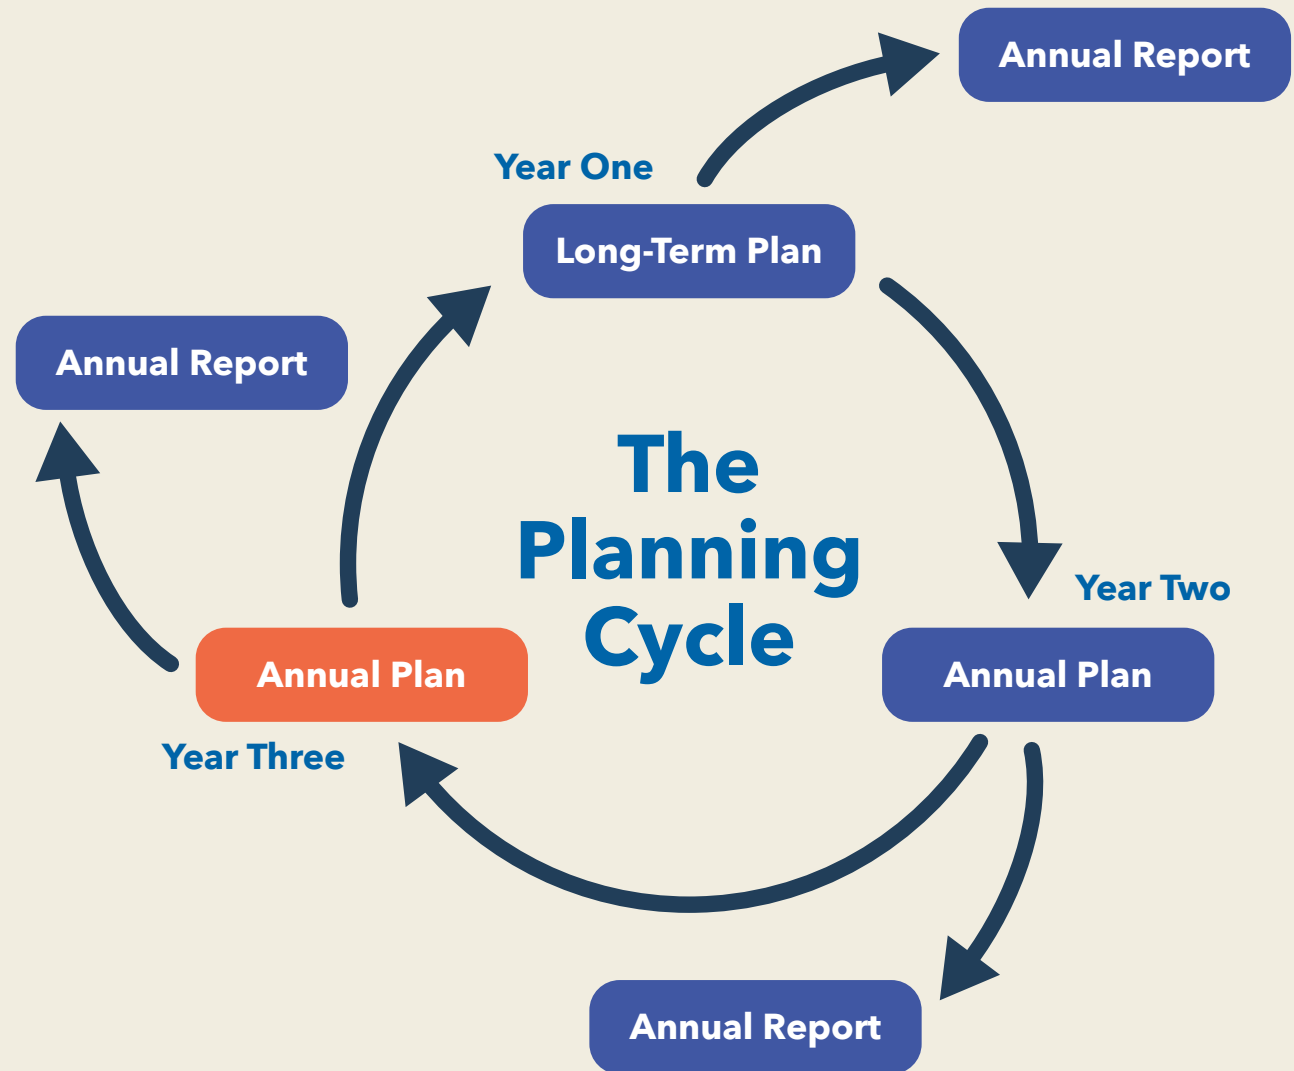 Annual Report
Year One
Long-Term Plan
Annual Report
The
Planning
Cycle
Year Two
Annual Plan
Annual Plan
Year Three
Annual Report